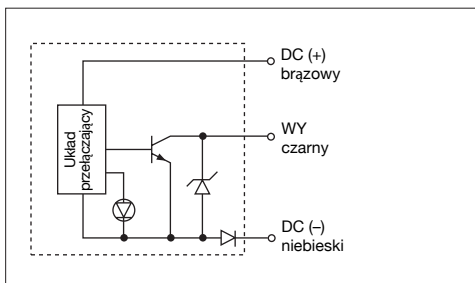 DC (+)
brązowy
Układ
przełączający
WY
czarny
DC (–)
niebieski